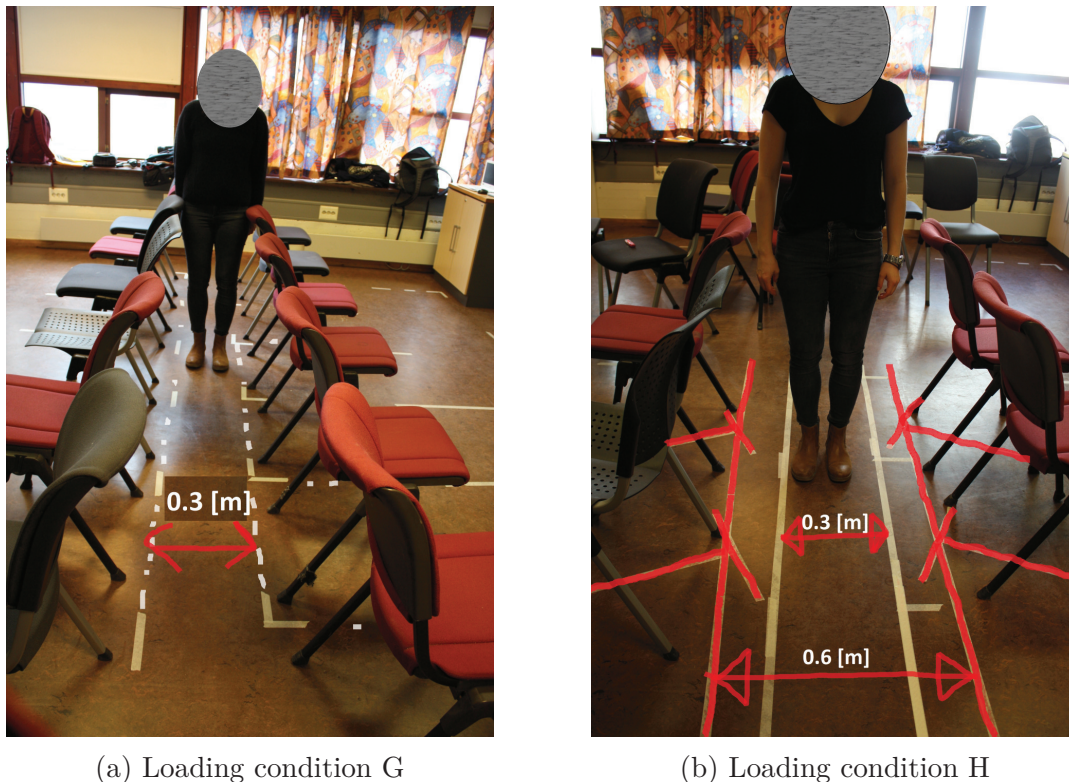 0.3 [m]
(a) Loading condition G
0.3 [m]
0.6 [m]
(b) Loading condition H